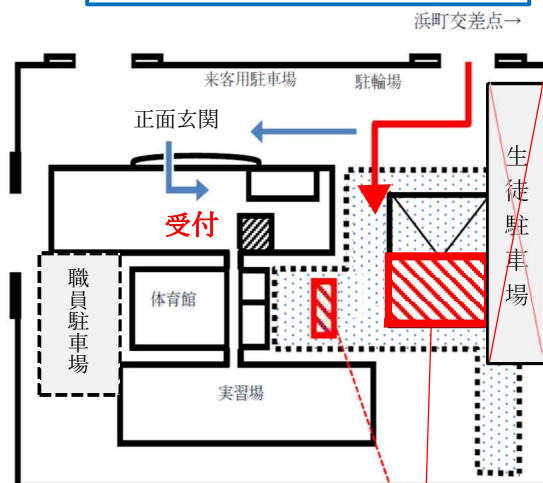 浜町交差点→
来客用駐車場
駐輪場
正面玄関
受付
生徒駐車場
職員駐車場
体育館
実習場